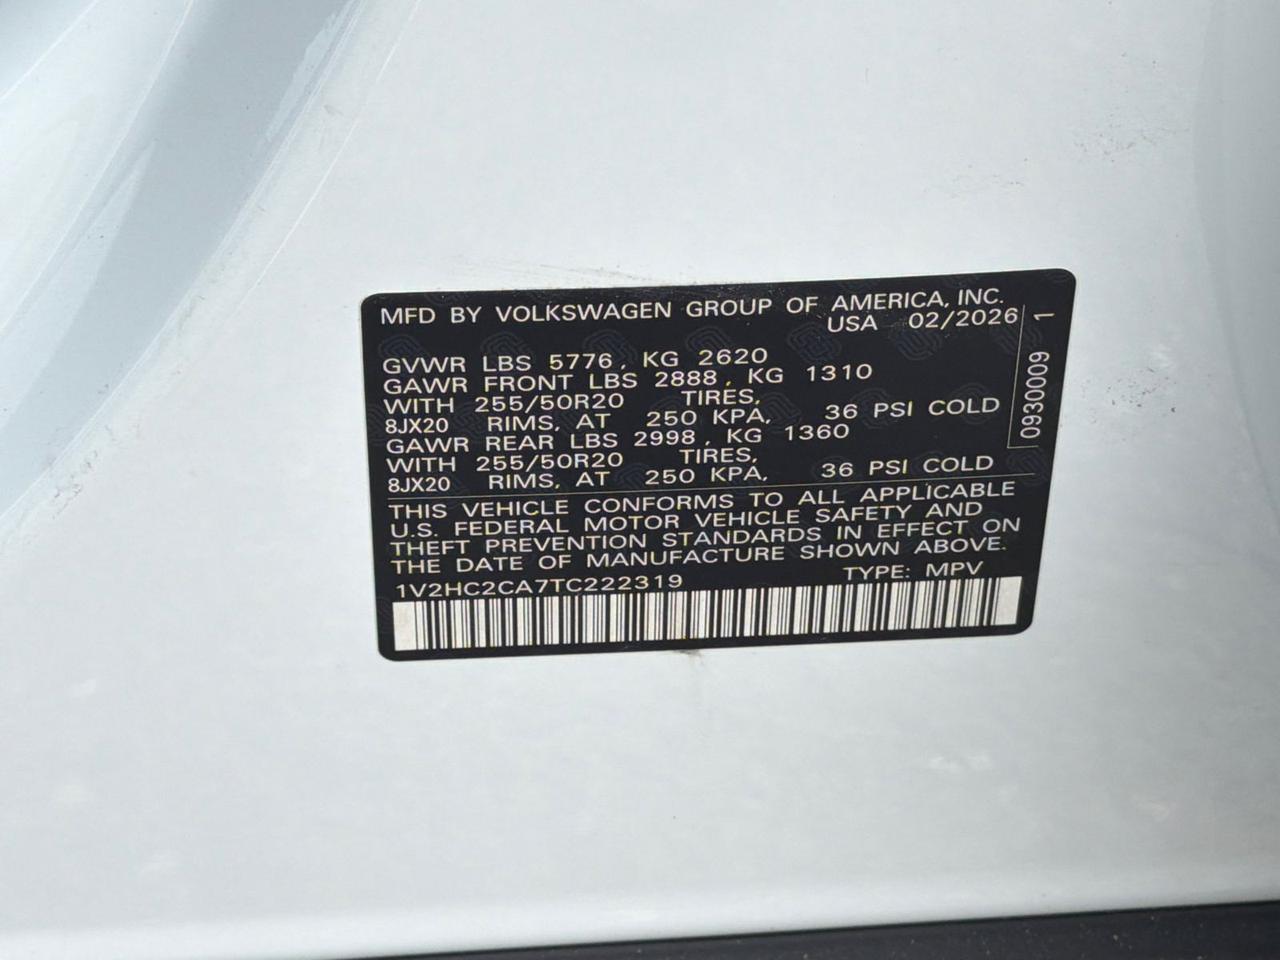 MFD BY VOLKSWAGEN GROUP OF AMERICA, INC.
USA 02/2026
GVWR LBS 5776, KG 2620
GAWR FRONT LBS 2888, KG 1310
WITH 255/50R20 TIRES,
8JX20 RIMS, AT 250 KPA, 36 PSI COLD
GAWR REAR LBS 2998, KG 1360
WITH 255/50R20 TIRES,
8JX20 RIMS, AT 250 KPA, 36 PSI COLD
THIS VEHICLE CONFORMS TO ALL APPLICABLE
U.S. FEDERAL MOTOR VEHICLE SAFETY AND
THEFT PREVENTION STANDARDS IN EFFECT ON
THE DATE OF MANUFACTURE SHOWN ABOVE.
1V2HC2CA7TC222319 TYPE: MPV
0930009 1